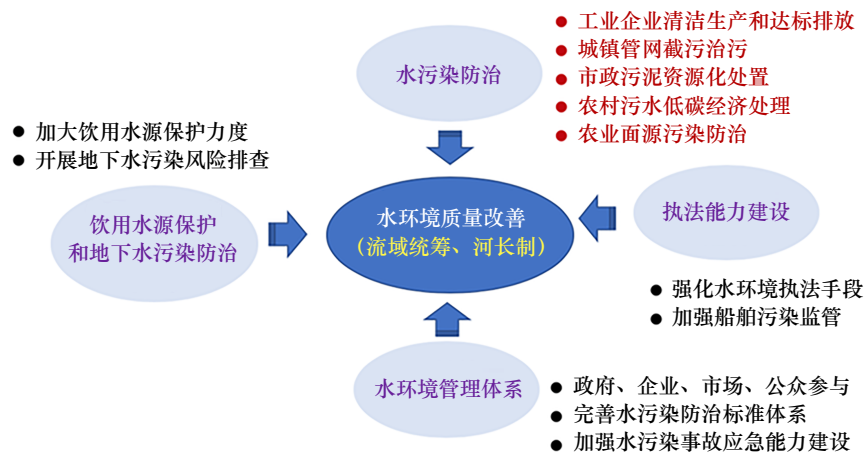 水污染防治
● 工业企业清洁生产和达标排放
● 城镇管网截污治污
● 市政污泥资源化处置
● 农村污水低碳经济处理
● 农业面源污染防治
● 加大饮用水源保护力度
● 开展地下水污染风险排查
饮用水源保护
和地下水污染防治
水环境质量改善
(流域统筹、河长制)
执法能力建设
● 强化水环境执法手段
● 加强船舶污染监管
水环境管理体系
● 政府、企业、市场、公众参与
● 完善水污染防治标准体系
● 加强水污染事故应急能力建设